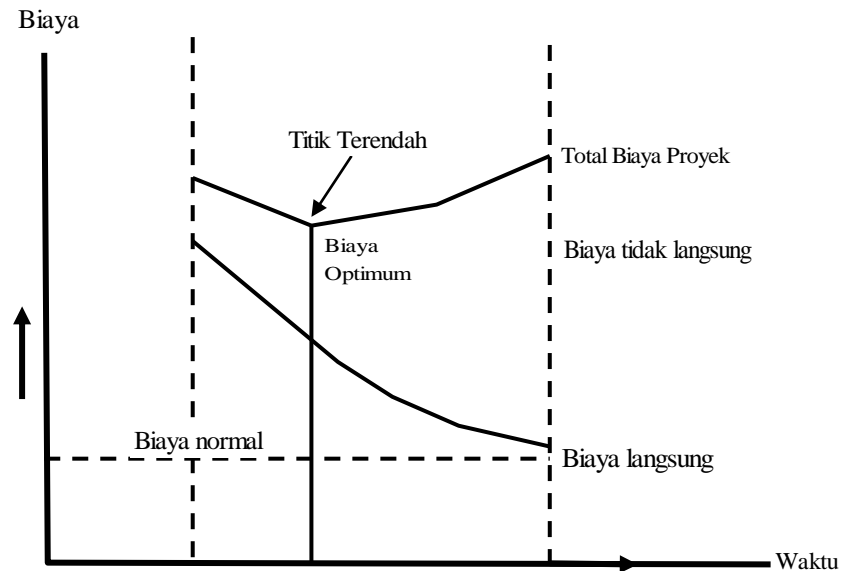 Biaya
Titik Terendah
Total Biaya Proyek
Biaya
Optimum
Biaya tidak langsung
Biaya normal
Biaya langsung
Waktu